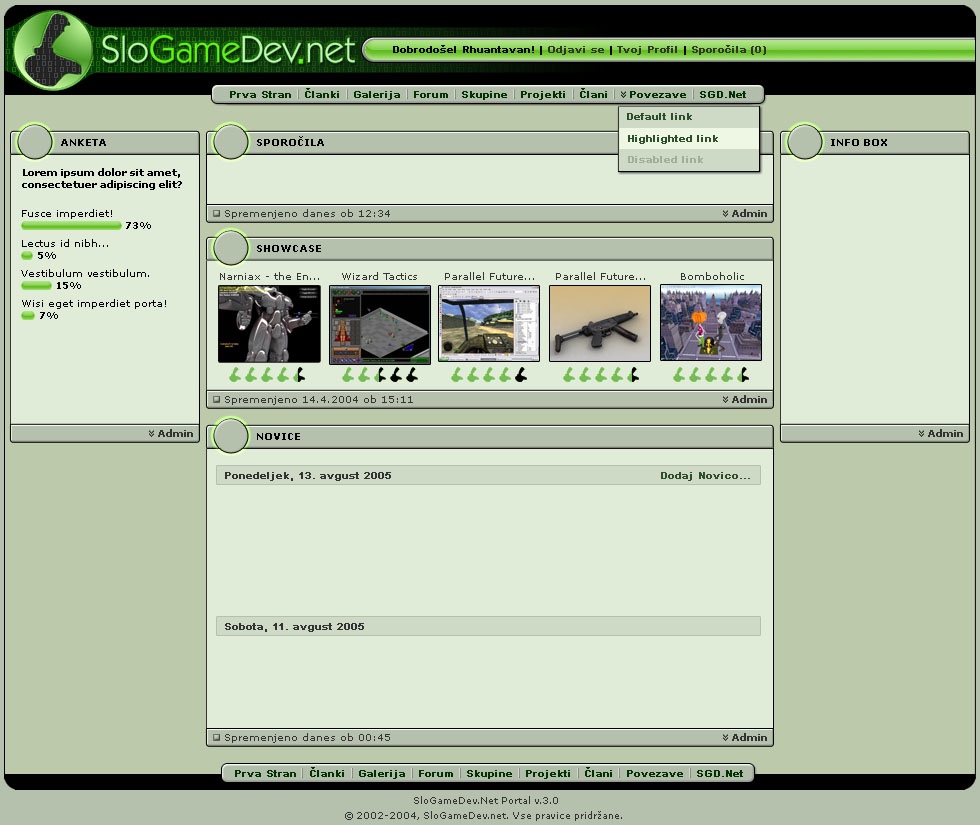 SloGameDev.net
Dobrodošel Rhuantavan! | Odjavi se | Tvoj Profil | Sporočila (0)
Prva Stran Članki Galerija Forum Skupine Projekti Člani Povezave SGD.Net
Default link
Highlighted link
Disabled link
ANKETA
Lorem ipsum dolor sit amet,
consectetuer adipiscing elit?
Fusce imperdiet!
73%
Lectus id nibh...
5%
Vestibulum vestibulum.
15%
Wisi eget imperdiet porta!
7%
Admin
SPOROČILA
Spremenjeno danes ob 12:34 Admin
SHOWCASE
Narniax - the En... Wizard Tactics Parallel Future... Parallel Future... Bomboholic
Spremenjeno 14.4.2004 ob 15:11 Admin
NOVICE
Ponedeljek, 13. avgust 2005 Dodaj Novico...
Sobota, 11. avgust 2005
Spremenjeno danes ob 00:45 Admin
INFO BOX
Admin
Prva Stran Članki Galerija Forum Skupine Projekti Člani Povezave SGD.Net
SloGameDev.Net Portal v.3.0
© 2002-2004, SloGameDev.net. Vse pravice pridržane.